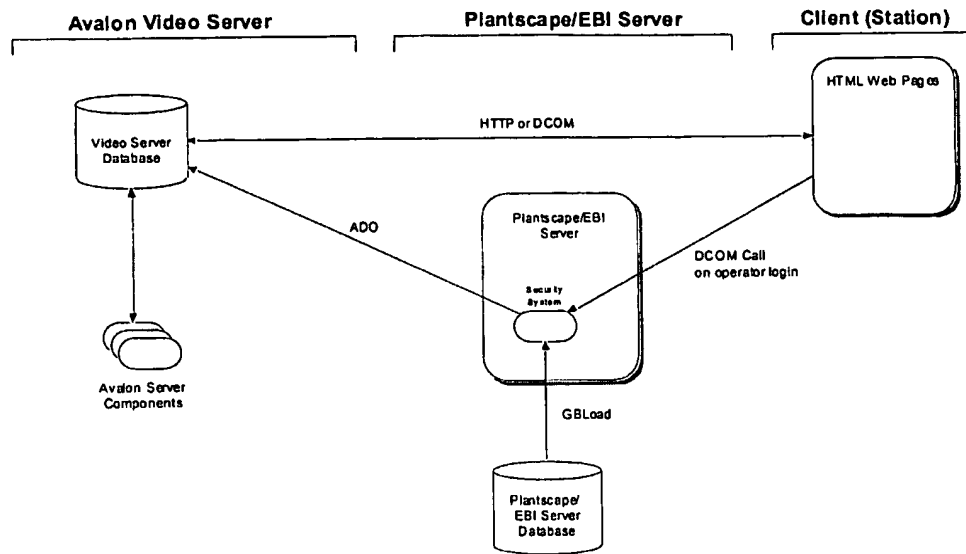 Avalon Video Server
Plantscape/EBI Server
Client (Station)
HTML Web Pages
HTTP or DCOM
Video Server
Database
ADO
Plantscape/EBI
Server
DCOM Call
on operator login
Security
System
Avalon Server
Components
GBLoad
Plantscape/
EBI Server
Database